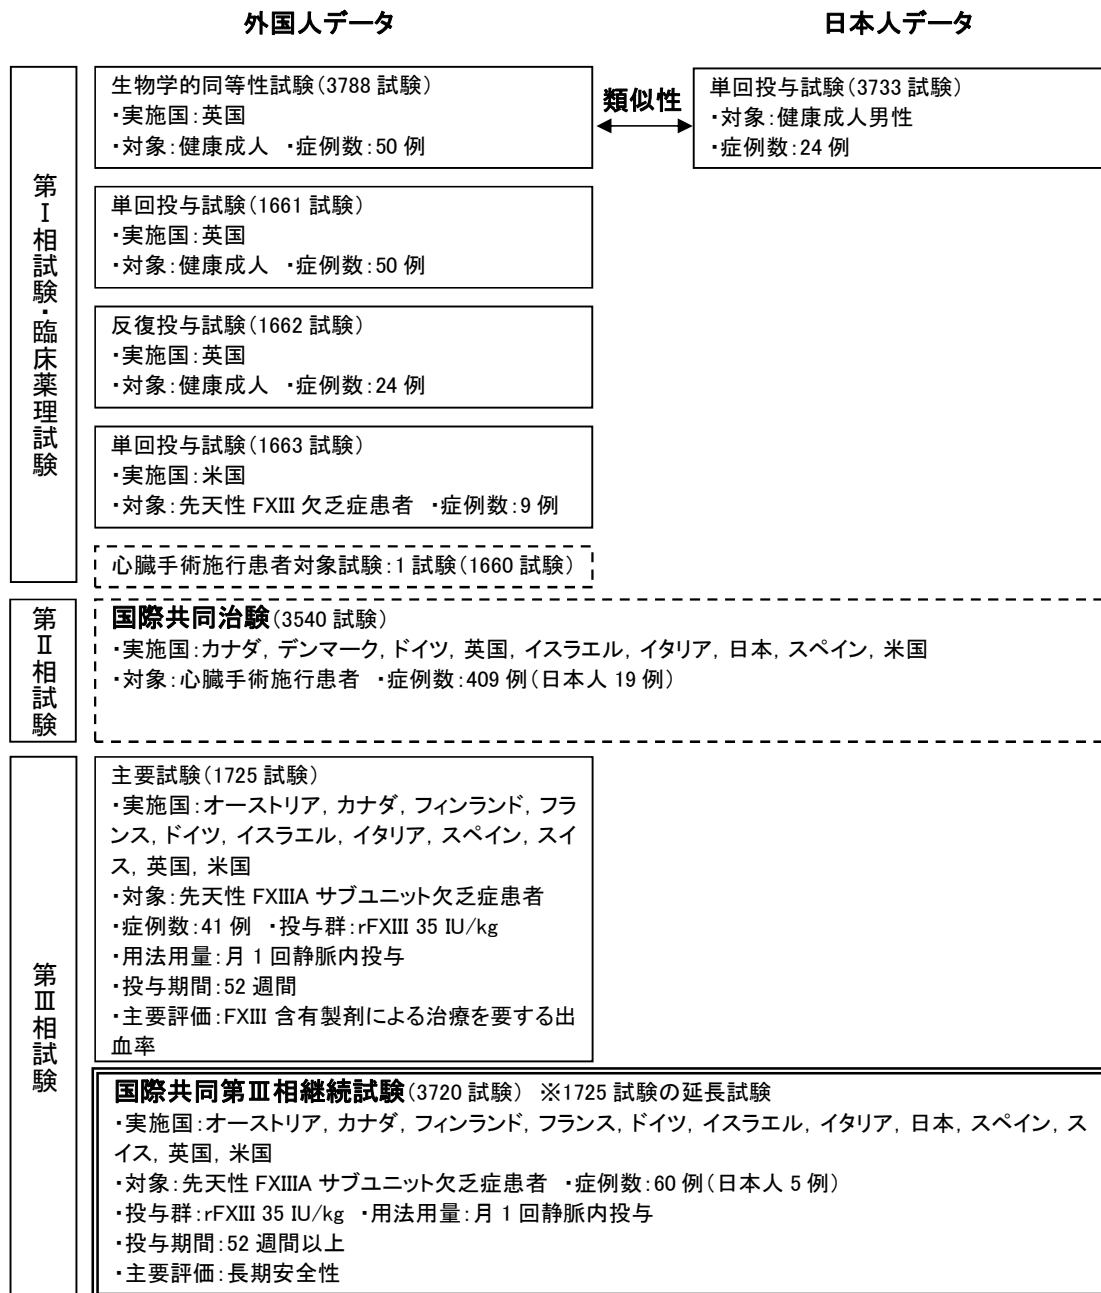 外国人データ
日本人データ
第Ⅰ相試験・臨床薬理試験
生物学的同等性試験(3788 試験)
・実施国:英国
・対象:健康成人 ・症例数:50 例
類似性
単回投与試験(3733 試験)
・対象:健康成人男性
・症例数:24 例
単回投与試験(1661 試験)
・実施国:英国
・対象:健康成人 ・症例数:50 例
反復投与試験(1662 試験)
・実施国:英国
・対象:健康成人 ・症例数:24 例
単回投与試験(1663 試験)
・実施国:米国
・対象:先天性 FXIII 欠乏症患者 ・症例数:9 例
心臓手術施行患者対象試験:1 試験(1660 試験)
第Ⅱ相試験
国際共同治験(3540 試験)
・実施国:カナダ, デンマーク, ドイツ, 英国, イスラエル, イタリア, 日本, スペイン, 米国
・対象:心臓手術施行患者 ・症例数:409 例(日本人 19 例)
第Ⅲ相試験
主要試験(1725 試験)
・実施国:オーストリア, カナダ, フィンランド, フラ
ンス, ドイツ, イスラエル, イタリア, スペイン, スイ
ス, 英国, 米国
・対象:先天性 FXIIIA サブユニット欠乏症患者
・症例数:41 例 ・投与群:rFXIII 35 IU/kg
・用法用量:月 1 回静脈内投与
・投与期間:52 週間
・主要評価:FXIII 含有製剤による治療を要する出
血率
国際共同第Ⅲ相継続試験(3720 試験) ※1725 試験の延長試験
・実施国:オーストリア, カナダ, フィンランド, フランス, ドイツ, イスラエル, イタリア, 日本, スペイン, ス
イス, 英国, 米国
・対象:先天性 FXIIIA サブユニット欠乏症患者 ・症例数:60 例(日本人 5 例)
・投与群:rFXIII 35 IU/kg ・用法用量:月 1 回静脈内投与
・投与期間:52 週間以上
・主要評価:長期安全性